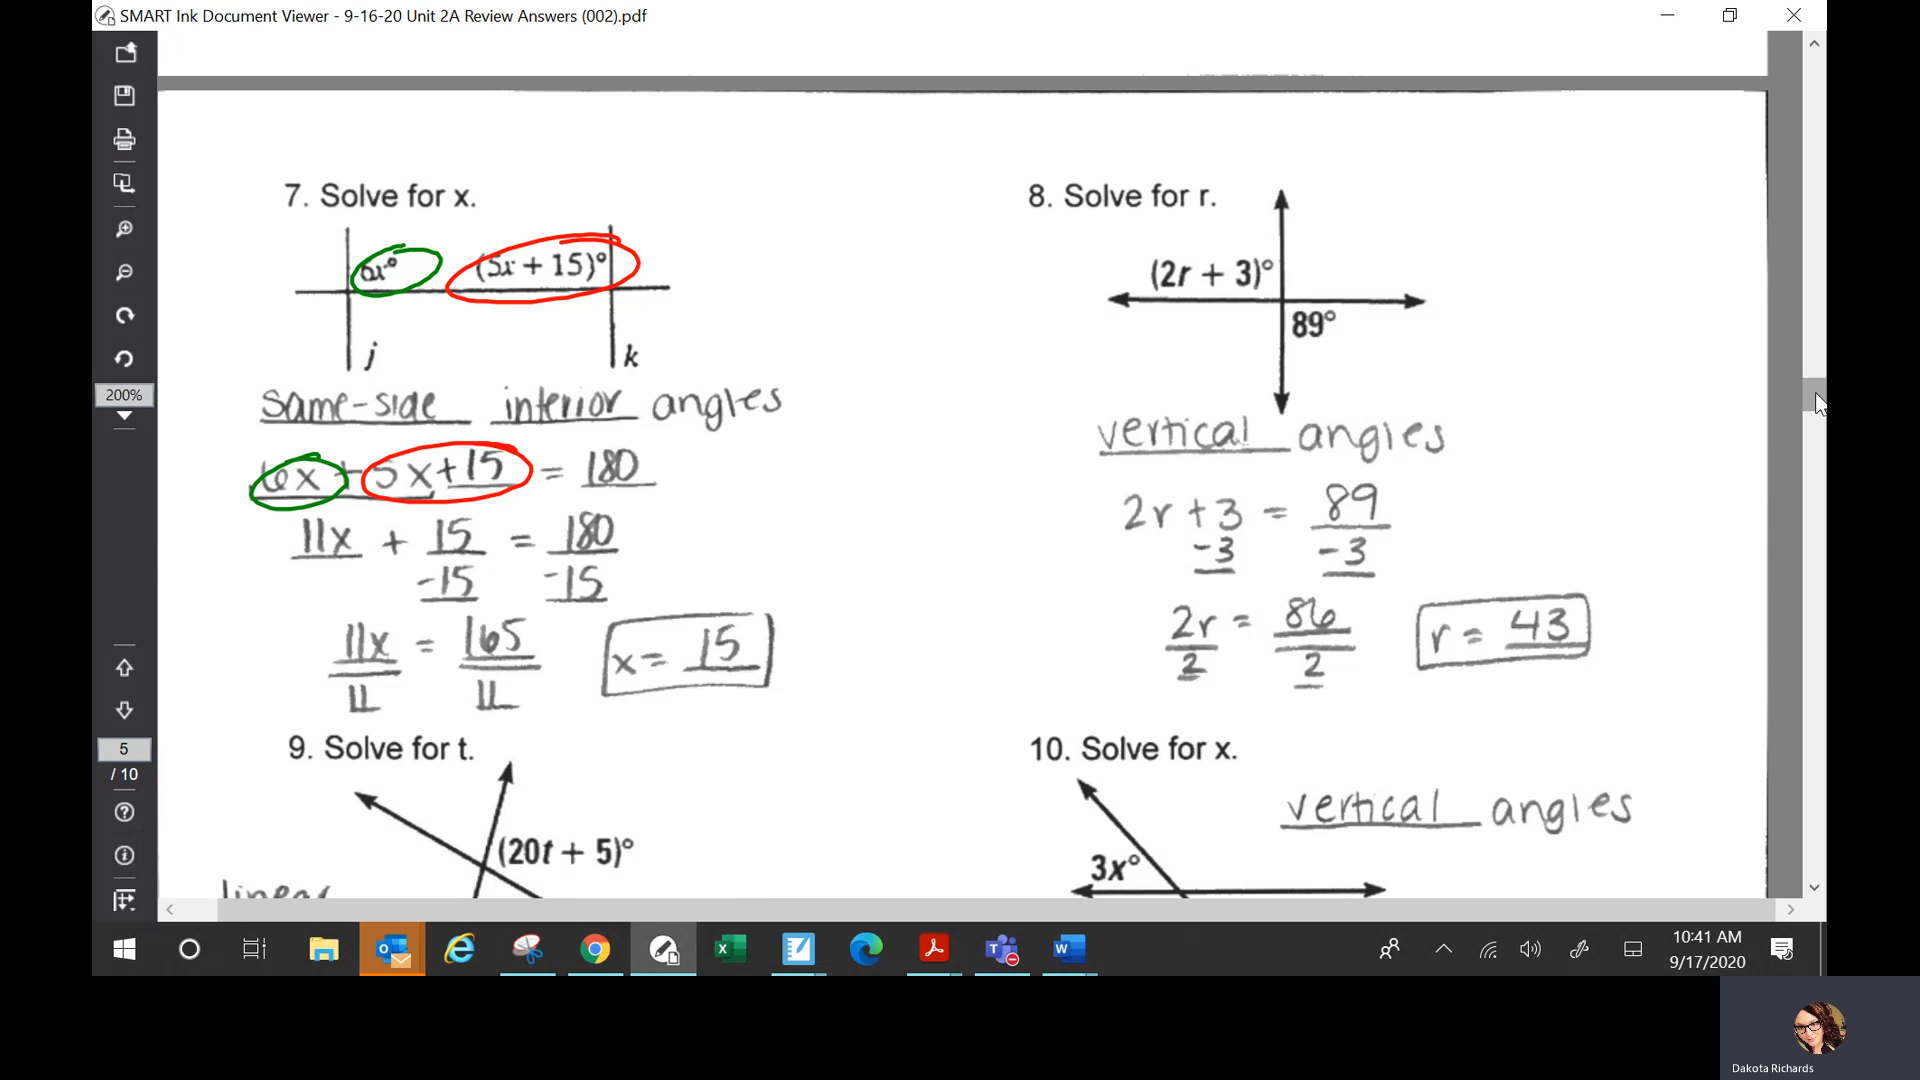 SMART Ink Document Viewer - 9-16-20 Unit 2A Review Answers (002).pdf
7. Solve for x.
6x° (5x + 15)°
j k
same-side interior angles
6x + 5x + 15 = 180
11x + 15 = 180
-15 -15
11x = 165
11 11
x = 15
8. Solve for r.
(2r + 3)°
89°
vertical angles
2r + 3 = 89
-3 -3
2r = 86
2 2
r = 43
9. Solve for t.
(20t + 5)°
linear
10. Solve for x.
vertical angles
3x°
200%
5
/ 10
10:41 AM
9/17/2020
Dakota Richards